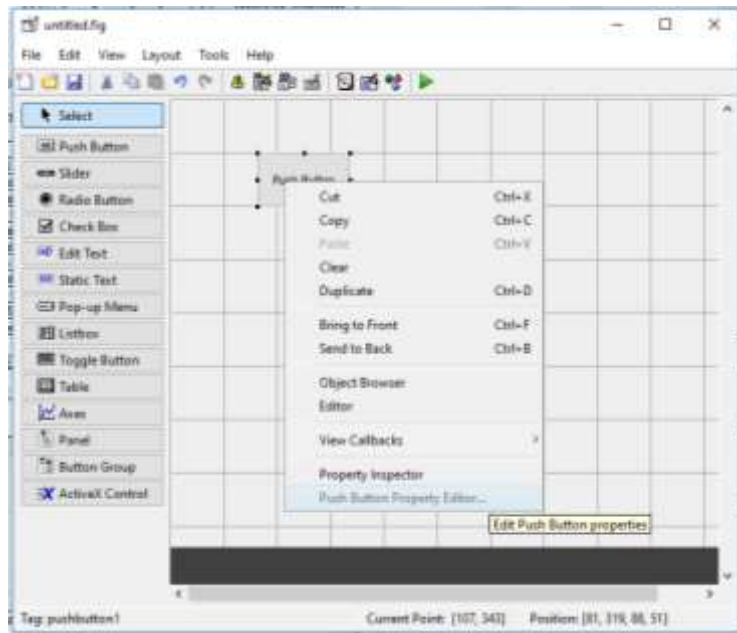 untitled.fig
File Edit View Layout Tools Help
Select
Push Button
Slider
Radio Button
Check Box
Edit Text
Static Text
Pop-up Menu
Listbox
Toggle Button
Table
Axes
Panel
Button Group
ActiveX Control
Push Button
Cut Ctrl+X
Copy Ctrl+C
Paste Ctrl+V
Clear
Duplicate Ctrl+D
Bring to Front Ctrl+F
Send to Back Ctrl+B
Object Browser
Editor
View Callbacks
Property Inspector
Push Button Property Editor...
Edit Push Button properties
Tag: pushbutton1 Current Point: [107, 343] Position: [81, 319, 88, 51]